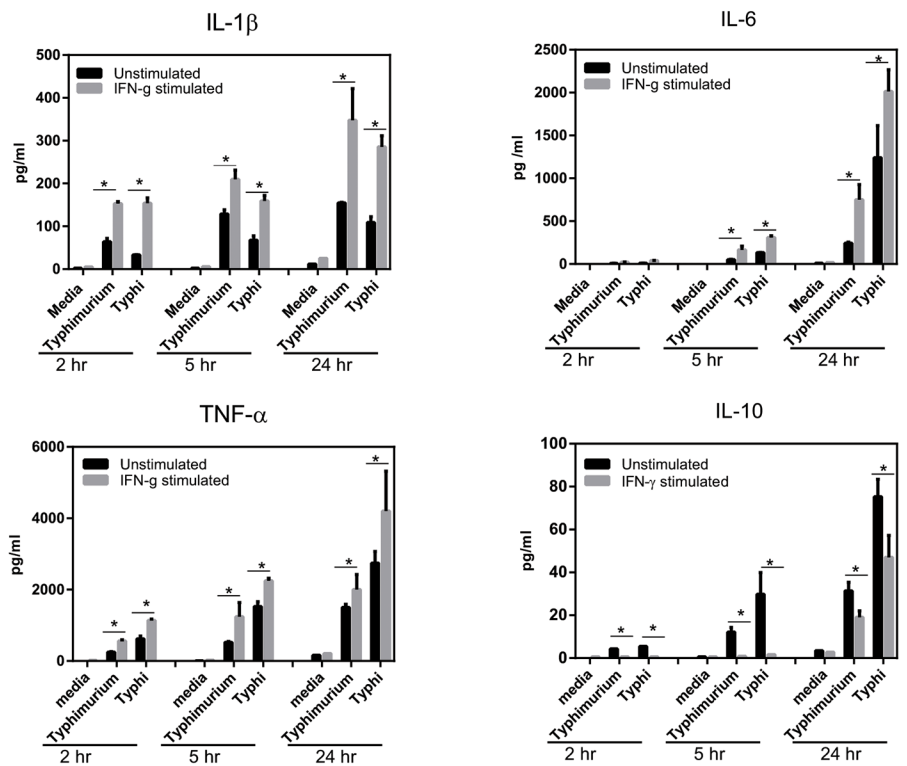 IL-1β
500
400
300
200
100
0
pg/ml
Unstimulated
IFN-g stimulated
*
*
*
*
*
*
Media
Typhimurium
Typhi
Media
Typhimurium
Typhi
Media
Typhimurium
Typhi
2 hr
5 hr
24 hr
IL-6
2500
2000
1500
1000
500
0
pg /ml
Unstimulated
IFN-g stimulated
*
*
*
*
Media
Typhimurium
Typhi
Media
Typhimurium
Typhi
Media
Typhimurium
Typhi
2 hr
5 hr
24 hr
TNF-α
6000
4000
2000
0
pg/ml
Unstimulated
IFN-g stimulated
*
*
*
*
*
*
media
Typhimurium
Typhi
media
Typhimurium
Typhi
media
Typhimurium
Typhi
2 hr
5 hr
24 hr
IL-10
100
80
60
40
20
0
pg/ml
Unstimulated
IFN-γ stimulated
*
*
*
*
*
*
media
Typhimurium
Typhi
media
Typhimurium
Typhi
media
Typhimurium
Typhi
2 hr
5 hr
24 hr